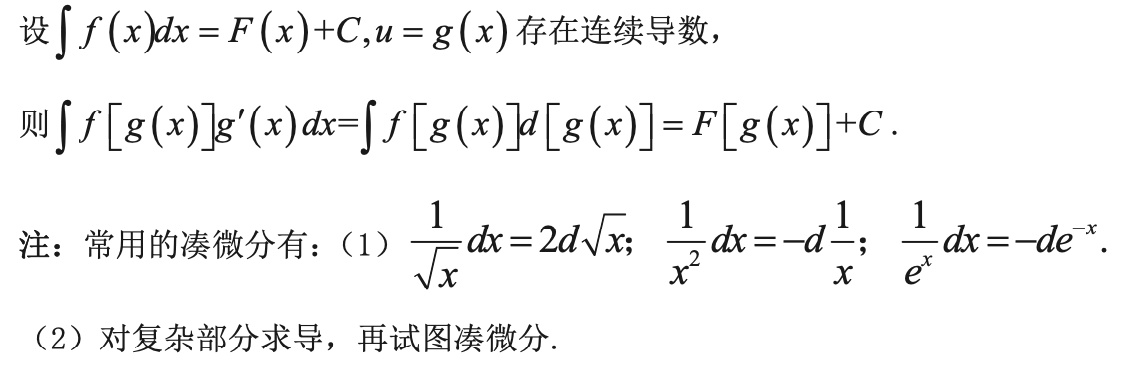 设∫f(x)dx = F(x)+C, u = g(x) 存在连续导数，
则∫f[g(x)]g′(x)dx=∫f[g(x)]d[g(x)] = F[g(x)]+C .
注：常用的凑微分有：（1） 1/√x dx = 2d√x; 1/x² dx = −d 1/x; 1/eˣ dx = −de⁻ˣ.
（2）对复杂部分求导，再试图凑微分.